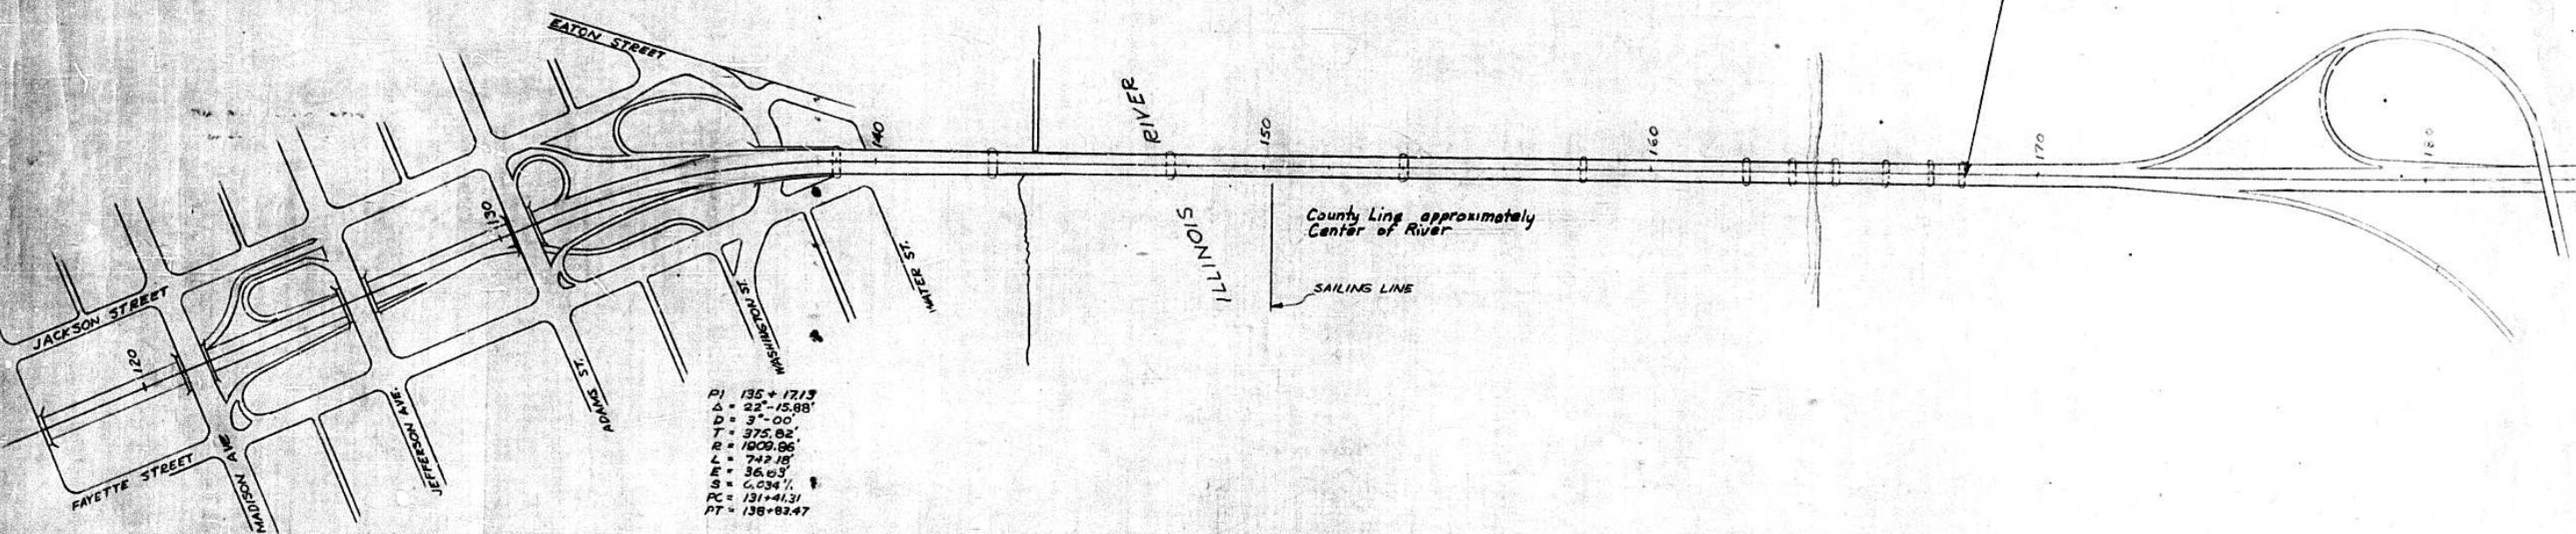 EATON STREET
RIVER
ILLINOIS
140
150
160
170
180
130
120
County Line approximately
Center of River
SAILING LINE
WATER ST.
WASHINGTON ST.
ADAMS ST.
JEFFERSON AVE.
MADISON AVE
JACKSON STREET
FAYETTE STREET
PI 135 + 17.13
Δ = 22°-15.88'
D = 3°-00'
T = 375.82'
R = 1909.86
L = 742.18'
E = 36.63'
S = 6.034%
PC = 131+41.31
PT = 138+83.47